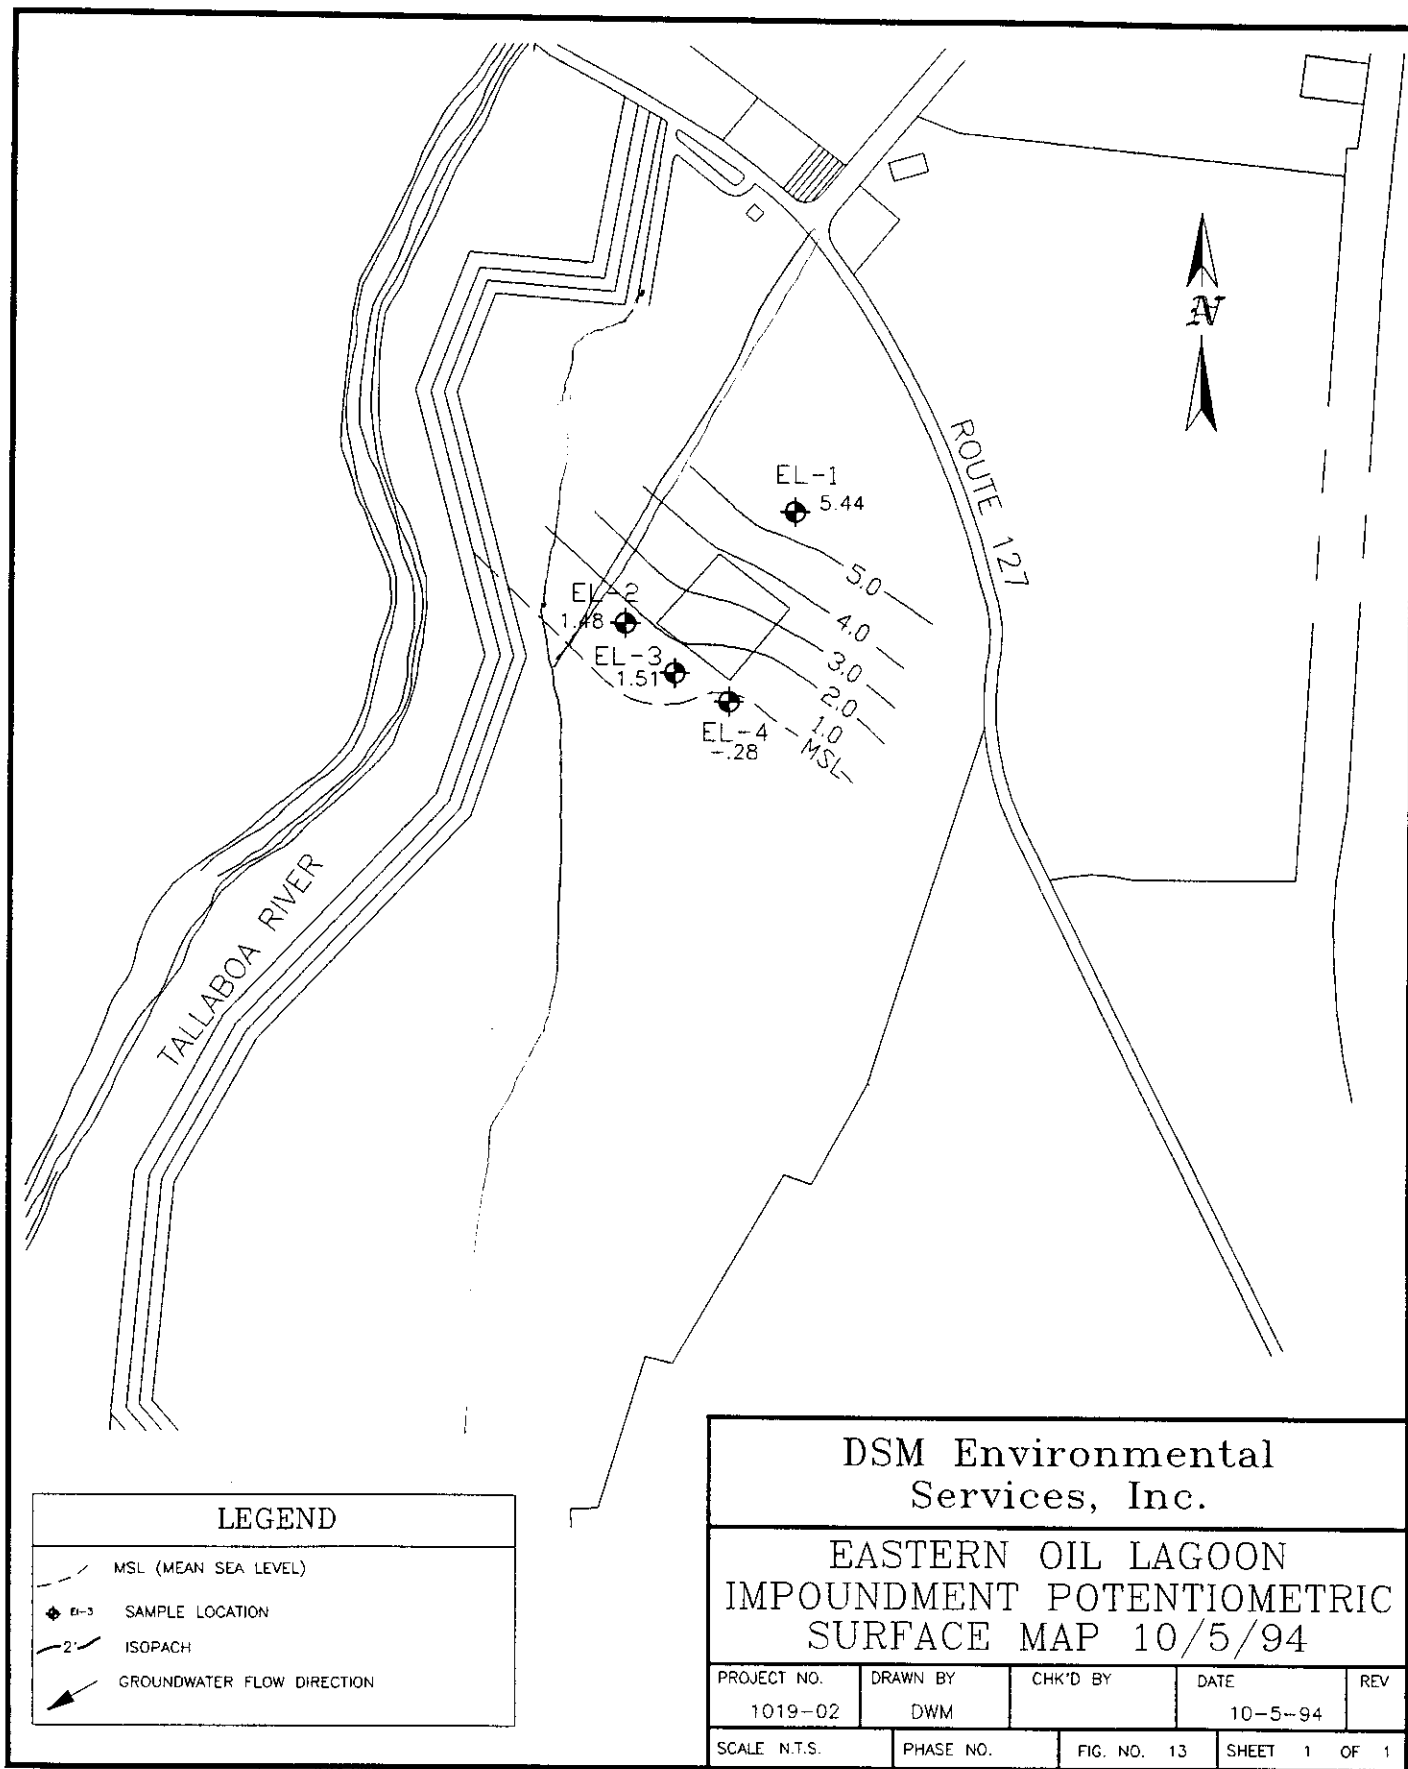 N
ROUTE 127
EL-1
5.44
5.0
4.0
3.0
2.0
1.0
-MSL-
EL-2
1.48
EL-3
1.51
EL-4
-.28
TALLABOA RIVER
LEGEND
MSL (MEAN SEA LEVEL)
El-3 SAMPLE LOCATION
2' ISOPACH
GROUNDWATER FLOW DIRECTION
DSM Environmental
Services, Inc.
EASTERN OIL LAGOON
IMPOUNDMENT POTENTIOMETRIC
SURFACE MAP 10/5/94
PROJECT NO. DRAWN BY CHK'D BY DATE REV
1019-02 DWM 10-5-94
SCALE N.T.S. PHASE NO. FIG. NO. 13 SHEET 1 OF 1